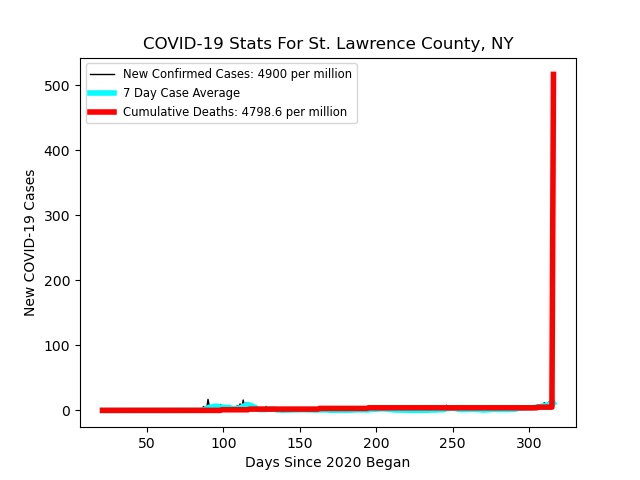 COVID-19 Stats For St. Lawrence County, NY
New Confirmed Cases: 4900 per million
7 Day Case Average
Cumulative Deaths: 4798.6 per million
New COVID-19 Cases
500
400
300
200
100
0
50 100 150 200 250 300
Days Since 2020 Began